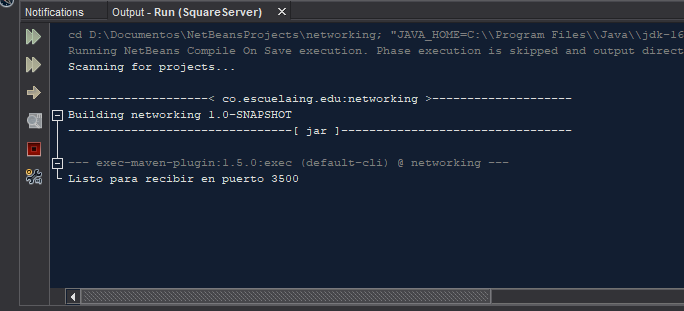 Notifications
Output - Run (SquareServer) ×
cd D:\Documentos\NetBeansProjects\networking; "JAVA_HOME=C:\\Program Files\\Java\\jdk-16
Running NetBeans Compile On Save execution. Phase execution is skipped and output direct
Scanning for projects...
---------------------< co.escuelaing.edu:networking >---------------------
Building networking 1.0-SNAPSHOT
--------------------------------[ jar ]---------------------------------
--- exec-maven-plugin:1.5.0:exec (default-cli) @ networking ---
Listo para recibir en puerto 3500